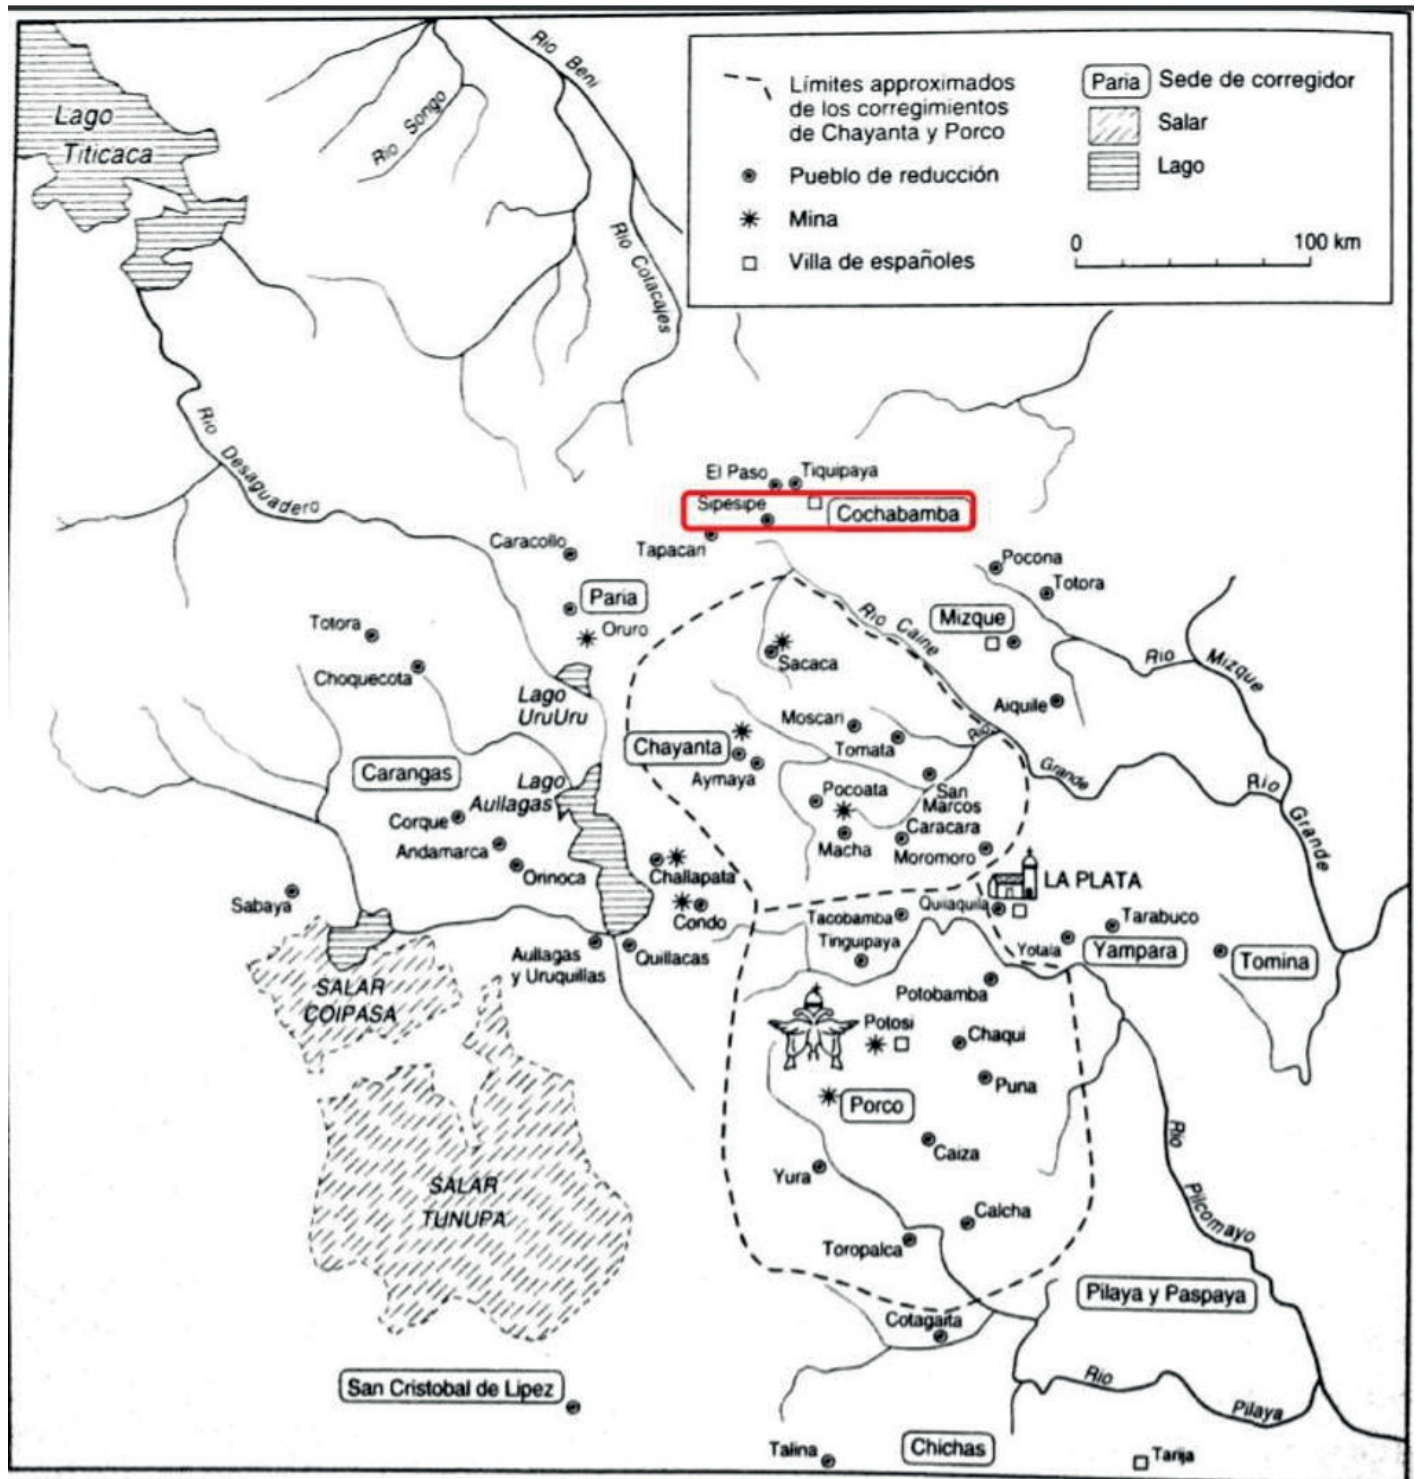 Rio Beni
Rio Songo
Lago
Titicaca
Rio Cotacajes
Límites approximados
de los corregimientos
de Chayanta y Porco
Pueblo de reducción
Mina
Villa de españoles
Paria Sede de corregidor
Salar
Lago
0 100 km
Rio Desaguadero
El Paso Tiquipaya
Sipesipe
Cochabamba
Caracollo
Tapacari
Pocona
Totora
Paria
Oruro
Totora
Choquecota
Rio Caine
Mizque
Rio Mizque
Sacaca
Lago
UruUru
Aiquile
Moscari
Tomata
Rio Grande
Chayanta
Aymaya
Carangas
Lago
Aullagas
Pocoata
San
Marcos
Rio Grande
Corque
Andamarca
Orinoca
Macha
Caracara
Moromoro
Challapata
Condo
LA PLATA
Sabaya
Tacobamba
Quilaquila
Tarabuco
Tinguipaya
Yotala
Yampara
Tomina
Aullagas
y Uruquillas
Quillacas
SALAR
COIPASA
Potobamba
Potosi
Chaqui
Puna
Porco
Caiza
Yura
SALAR
TUNUPA
Calcha
Toropalca
Rio Pilcomayo
Pilaya y Paspaya
Cotagaita
San Cristobal de Lipez
Rio Pilaya
Talina
Chichas
Tarija